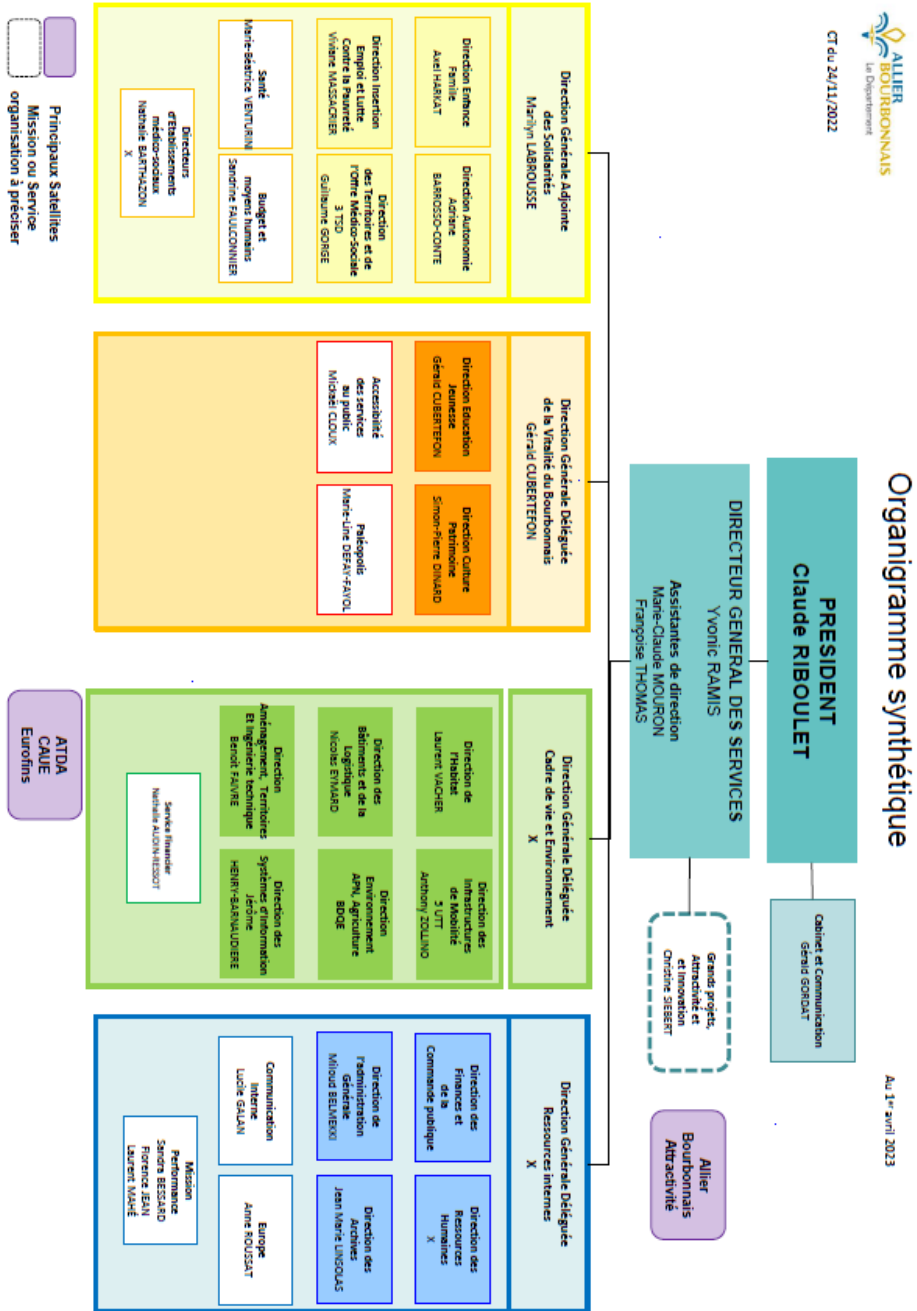 ALLIER
BOURBONNAIS
Le Département
CT du 24/11/2022
Organigramme synthétique
Au 1er avril 2023
PRESIDENT
Claude RIBOULET
Cabinet et Communication
Gérald GORDAT
DIRECTEUR GENERAL DES SERVICES
Yvonic RAMIS
Assistantes de direction
Marie-Claude MOURON
Françoise THOMAS
Grands projets,
Attractivité et
et Innovation
Christine SIEBERT
Allier
Bourbonnais
Attractivité
Direction Générale Adjointe
des Solidarités
Marilyn LABROUSSE
Direction Enfance
Famille
Axel HARKAT
Direction Autonomie
Adriane
BARROSSO-CONTE
Direction Insertion
Emploi et Lutte
Contre la Pauvreté
Viviane MASSACRIER
Direction
des Territoires et de
l'Offre Médico-Sociale
3 TSD
Guillaume GORGE
Santé
Marie-Béatrice VENTURINI
Budget et
moyens humains
Sandrine FAULCONNIER
Directeurs
d'Etablissements
médico-sociaux
Nathalie BARTHAZON
X
Direction Générale Déléguée
de la Vitalité du Bourbonnais
Gérald CUBERTEFON
Direction Education
Jeunesse
Gérald CUBERTEFON
Direction Culture
Patrimoine
Simon-Pierre DINARD
Accessibilité
des services
au public
Mickaël CLOUX
Paléopolis
Marie-Line DEFAY-FAYOL
Direction Générale Déléguée
Cadre de vie et Environnement
X
Direction de
l'Habitat
Laurent VACHER
Direction des
Infrastructures
de Mobilité
5 UTT
Anthony ZOLLINO
Direction des
Bâtiments et de la
Logistique
Nicolas EYMARD
Direction
Environnement
APN, Agriculture
BDQE
Direction
Aménagement, Territoires
Et Ingénierie technique
Benoit FAIVRE
Direction des
Systèmes d'Information
Jérôme
HENRY-BARNAUDIERE
Service Financier
Nathalie AUDIN-RESSOT
ATDA
CAUE
Eurofins
Direction Générale Déléguée
Ressources internes
X
Direction des
Finances et
de la
Commande publique
Direction des
Ressources
Humaines
X
Direction de
l'administration
Générale
Miloud BELMEKKI
Direction des
Archives
Jean Marie LINSOLAS
Communication
Interne
Lucile GALAN
Europe
Anne ROUSSAT
Mission
Performance
Sandra BESSARD
Florence JEAN
Laurent MAHÉ
Principaux Satellites
Mission ou Service
organisation à préciser